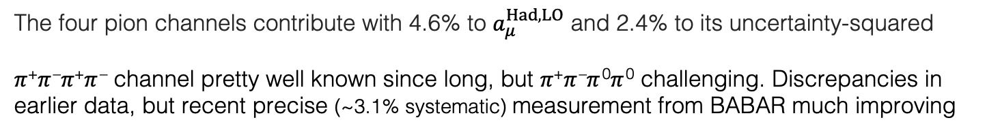 The four pion channels contribute with 4.6% to a_μ^Had,LO and 2.4% to its uncertainty-squared
π⁺π⁻π⁺π⁻ channel pretty well known since long, but π⁺π⁻π⁰π⁰ challenging. Discrepancies in
earlier data, but recent precise (~3.1% systematic) measurement from BABAR much improving